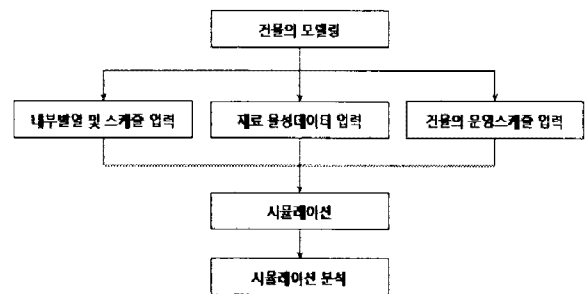 건물의 모델링
내부발열 및 스케줄 입력
재료 물성데이타 입력
건물의 운영스케줄 입력
시뮬레이션
시뮬레이션 분석